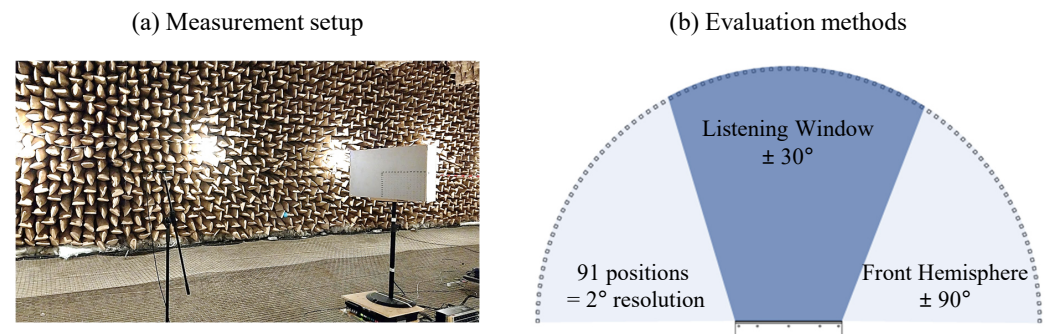 (a) Measurement setup
(b) Evaluation methods
Listening Window
± 30°
91 positions
= 2° resolution
Front Hemisphere
± 90°